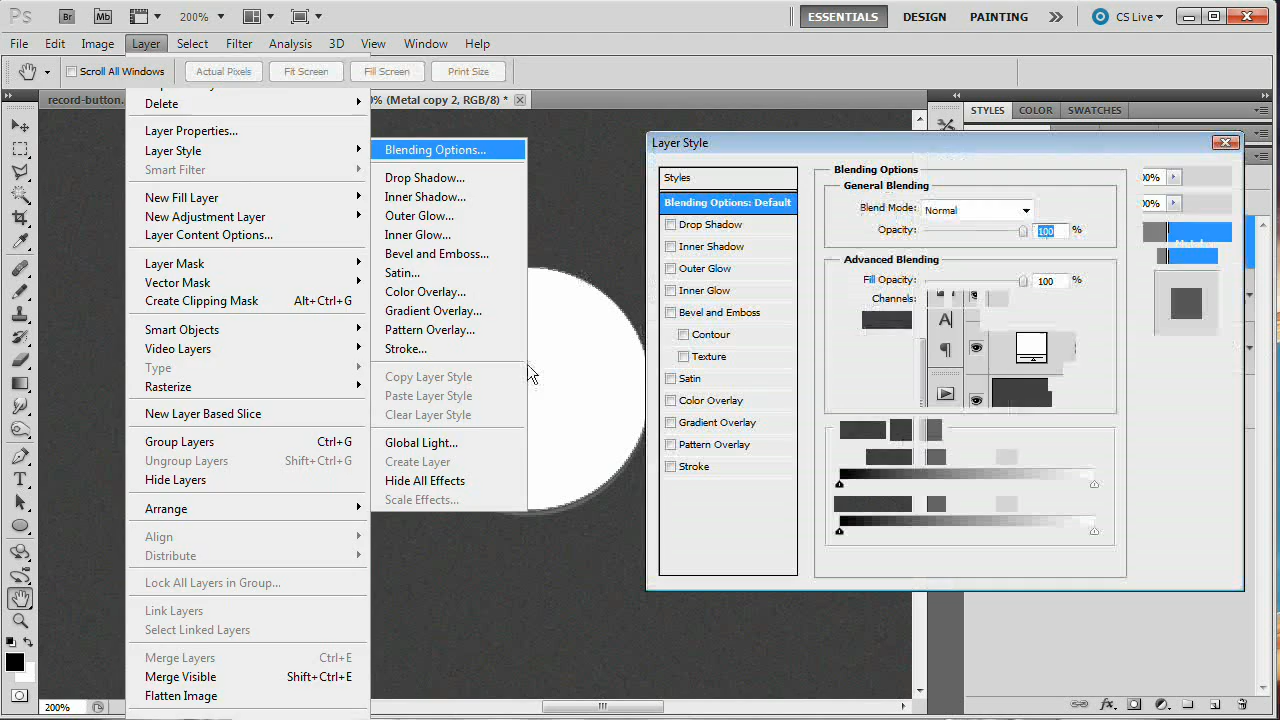 Ps Br Mb 200% ESSENTIALS DESIGN PAINTING CS Live
File Edit Image Layer Select Filter Analysis 3D View Window Help
Scroll All Windows Actual Pixels Fit Screen Fill Screen Print Size
record-button. % (Metal copy 2, RGB/8) * STYLES COLOR SWATCHES
Delete
Layer Properties...
Layer Style
Smart Filter
New Fill Layer
New Adjustment Layer
Layer Content Options...
Layer Mask
Vector Mask
Create Clipping Mask Alt+Ctrl+G
Smart Objects
Video Layers
Type
Rasterize
New Layer Based Slice
Group Layers Ctrl+G
Ungroup Layers Shift+Ctrl+G
Hide Layers
Arrange
Align
Distribute
Lock All Layers in Group...
Link Layers
Select Linked Layers
Merge Layers Ctrl+E
Merge Visible Shift+Ctrl+E
Flatten Image
Blending Options...
Drop Shadow...
Inner Shadow...
Outer Glow...
Inner Glow...
Bevel and Emboss...
Satin...
Color Overlay...
Gradient Overlay...
Pattern Overlay...
Stroke...
Copy Layer Style
Paste Layer Style
Clear Layer Style
Global Light...
Create Layer
Hide All Effects
Scale Effects...
Layer Style
Styles
Blending Options: Default
Drop Shadow
Inner Shadow
Outer Glow
Inner Glow
Bevel and Emboss
Contour
Texture
Satin
Color Overlay
Gradient Overlay
Pattern Overlay
Stroke
Blending Options
General Blending
Blend Mode: Normal
Opacity: 100 %
Advanced Blending
Fill Opacity: 100 %
Channels:
00%
00%
200%